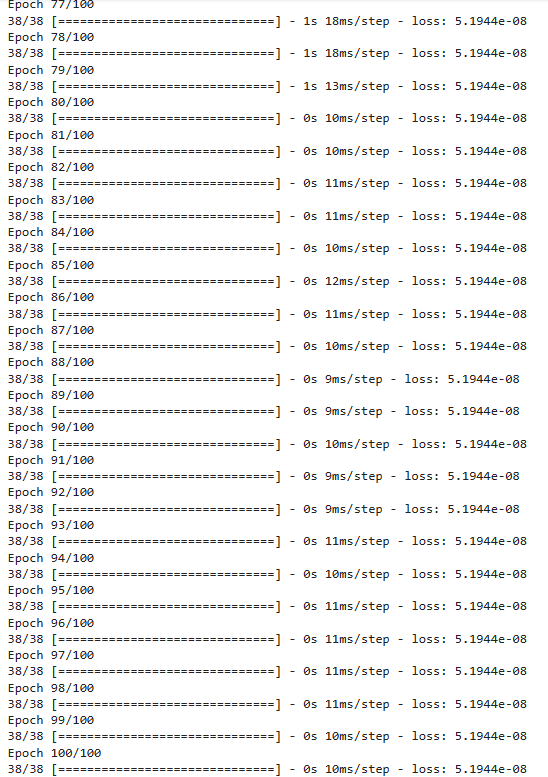 Epoch 77/100
38/38 [==============================] - 1s 18ms/step - loss: 5.1944e-08
Epoch 78/100
38/38 [==============================] - 1s 18ms/step - loss: 5.1944e-08
Epoch 79/100
38/38 [==============================] - 1s 13ms/step - loss: 5.1944e-08
Epoch 80/100
38/38 [==============================] - 0s 10ms/step - loss: 5.1944e-08
Epoch 81/100
38/38 [==============================] - 0s 10ms/step - loss: 5.1944e-08
Epoch 82/100
38/38 [==============================] - 0s 11ms/step - loss: 5.1944e-08
Epoch 83/100
38/38 [==============================] - 0s 11ms/step - loss: 5.1944e-08
Epoch 84/100
38/38 [==============================] - 0s 10ms/step - loss: 5.1944e-08
Epoch 85/100
38/38 [==============================] - 0s 12ms/step - loss: 5.1944e-08
Epoch 86/100
38/38 [==============================] - 0s 11ms/step - loss: 5.1944e-08
Epoch 87/100
38/38 [==============================] - 0s 10ms/step - loss: 5.1944e-08
Epoch 88/100
38/38 [==============================] - 0s 9ms/step - loss: 5.1944e-08
Epoch 89/100
38/38 [==============================] - 0s 9ms/step - loss: 5.1944e-08
Epoch 90/100
38/38 [==============================] - 0s 10ms/step - loss: 5.1944e-08
Epoch 91/100
38/38 [==============================] - 0s 9ms/step - loss: 5.1944e-08
Epoch 92/100
38/38 [==============================] - 0s 9ms/step - loss: 5.1944e-08
Epoch 93/100
38/38 [==============================] - 0s 11ms/step - loss: 5.1944e-08
Epoch 94/100
38/38 [==============================] - 0s 10ms/step - loss: 5.1944e-08
Epoch 95/100
38/38 [==============================] - 0s 11ms/step - loss: 5.1944e-08
Epoch 96/100
38/38 [==============================] - 0s 11ms/step - loss: 5.1944e-08
Epoch 97/100
38/38 [==============================] - 0s 11ms/step - loss: 5.1944e-08
Epoch 98/100
38/38 [==============================] - 0s 11ms/step - loss: 5.1944e-08
Epoch 99/100
38/38 [==============================] - 0s 10ms/step - loss: 5.1944e-08
Epoch 100/100
38/38 [==============================] - 0s 10ms/step - loss: 5.1944e-08